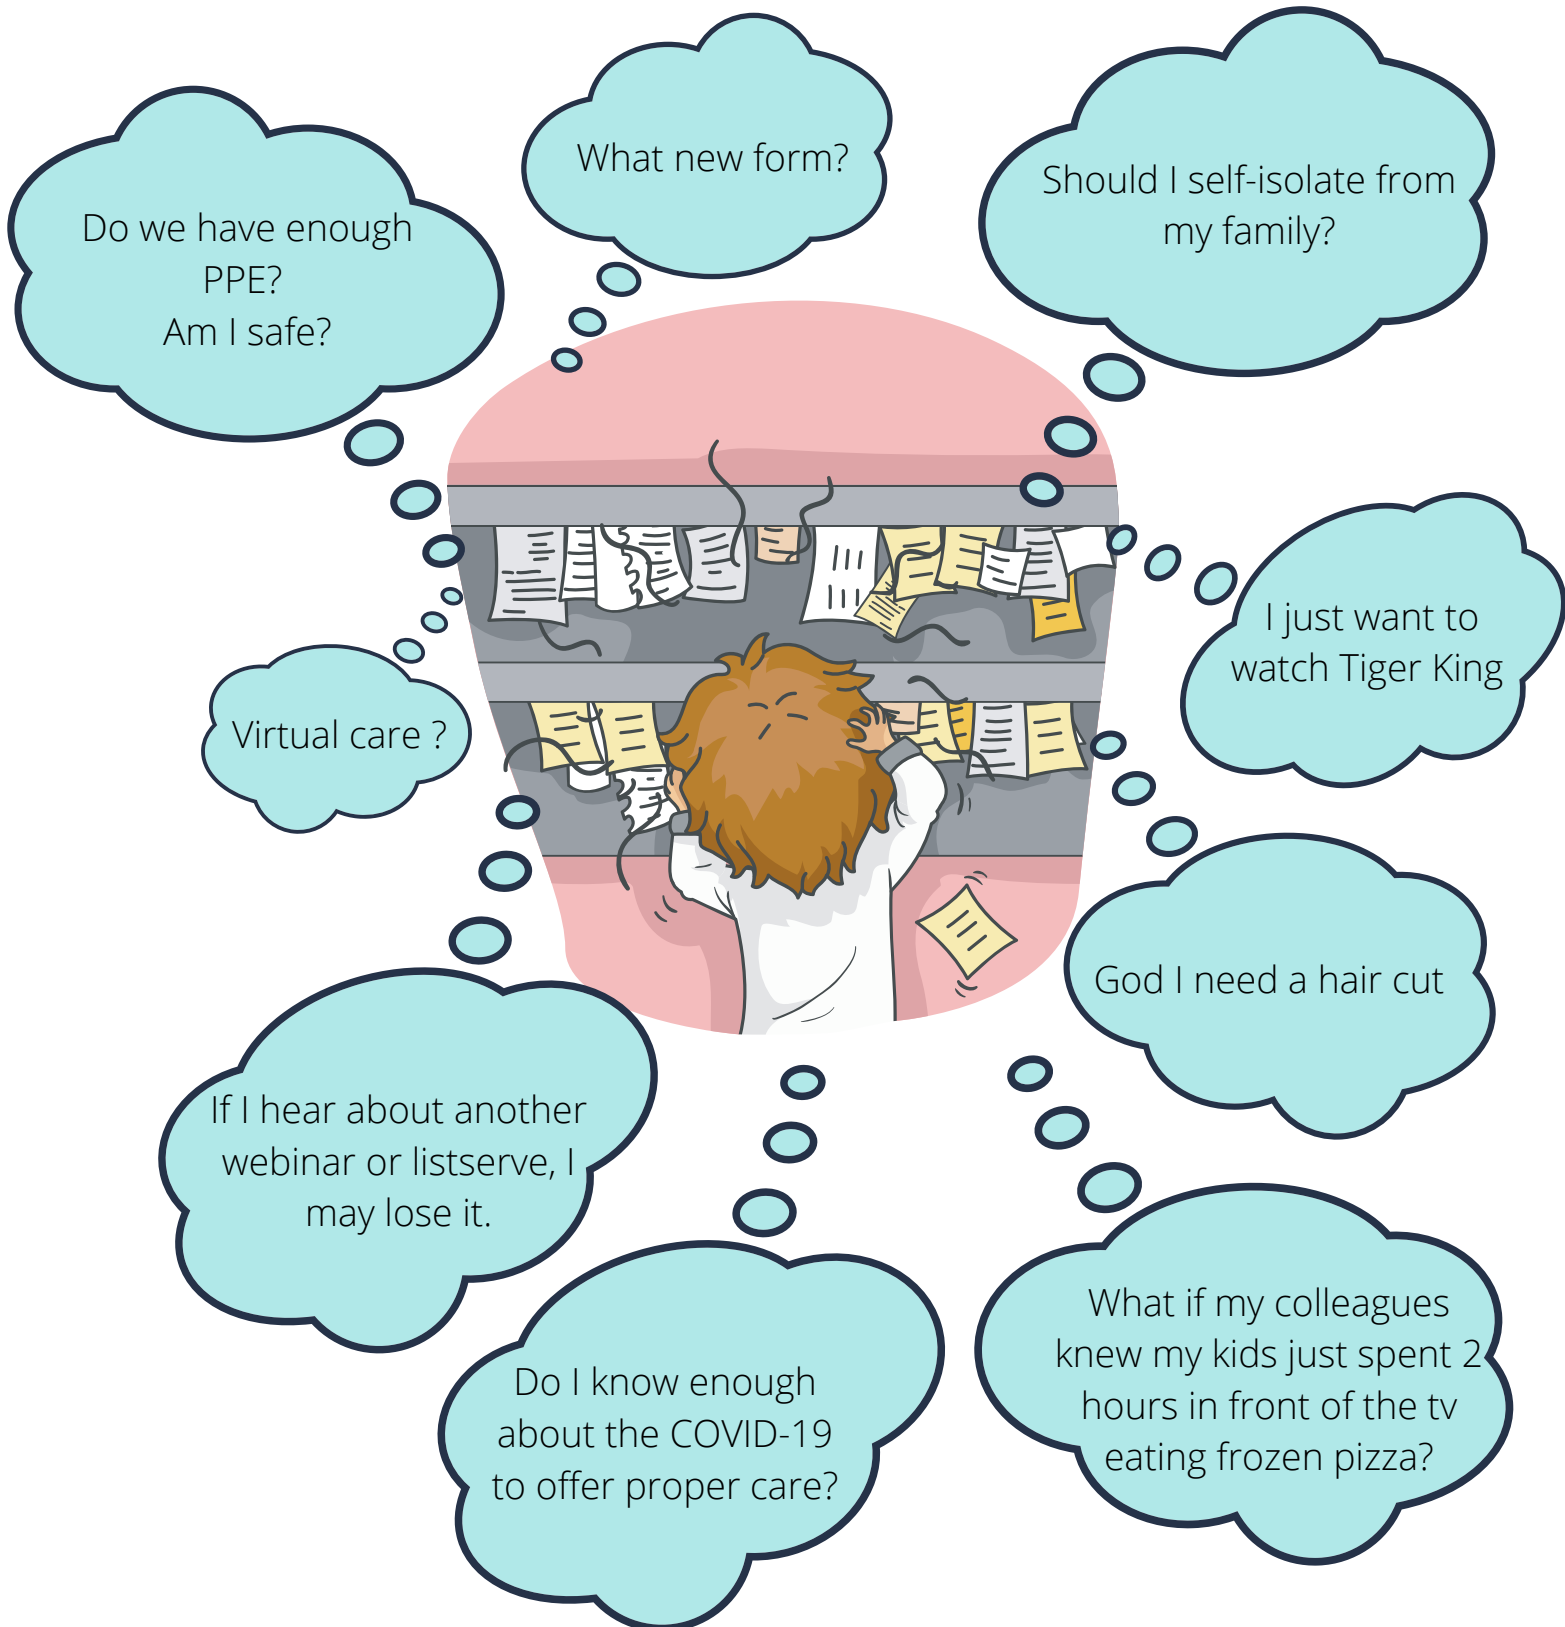 What new form?
Do we have enough
PPE?
Am I safe?
Should I self-isolate from
my family?
I just want to
watch Tiger King
Virtual care ?
God I need a hair cut
If I hear about another
webinar or listserve, I
may lose it.
What if my colleagues
knew my kids just spent 2
hours in front of the tv
eating frozen pizza?
Do I know enough
about the COVID-19
to offer proper care?